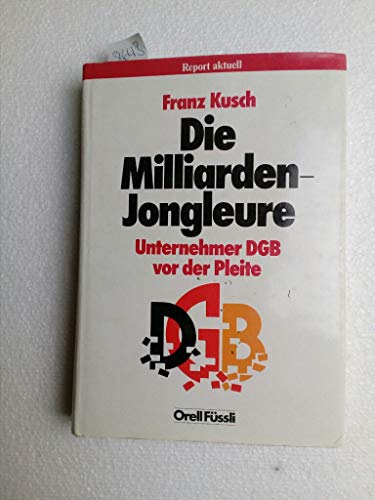 Report aktuell
Franz Kusch
Die
Milliarden-
Jongleure
Unternehmer DGB
vor der Pleite
DGB
Orell Füssli